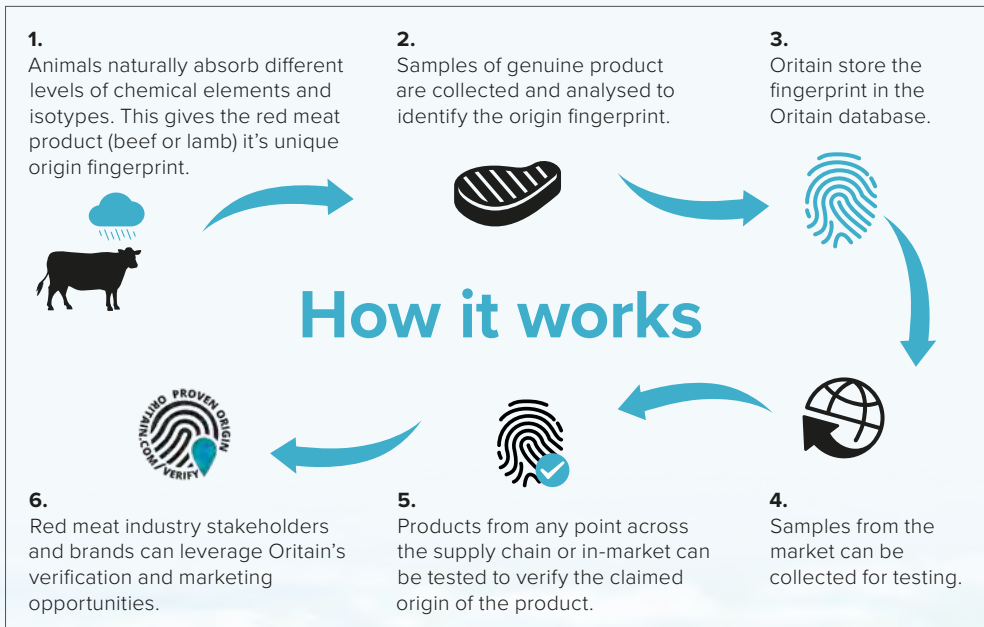 1.
Animals naturally absorb different
levels of chemical elements and
isotypes. This gives the red meat
product (beef or lamb) it's unique
origin fingerprint.
2.
Samples of genuine product
are collected and analysed to
identify the origin fingerprint.
3.
Oritain store the
fingerprint in the
Oritain database.
How it works
4.
Samples from the
market can be
collected for testing.
5.
Products from any point across
the supply chain or in-market can
be tested to verify the claimed
origin of the product.
PROVEN ORIGIN
ORITAIN.COM/VERIFY
6.
Red meat industry stakeholders
and brands can leverage Oritain's
verification and marketing
opportunities.